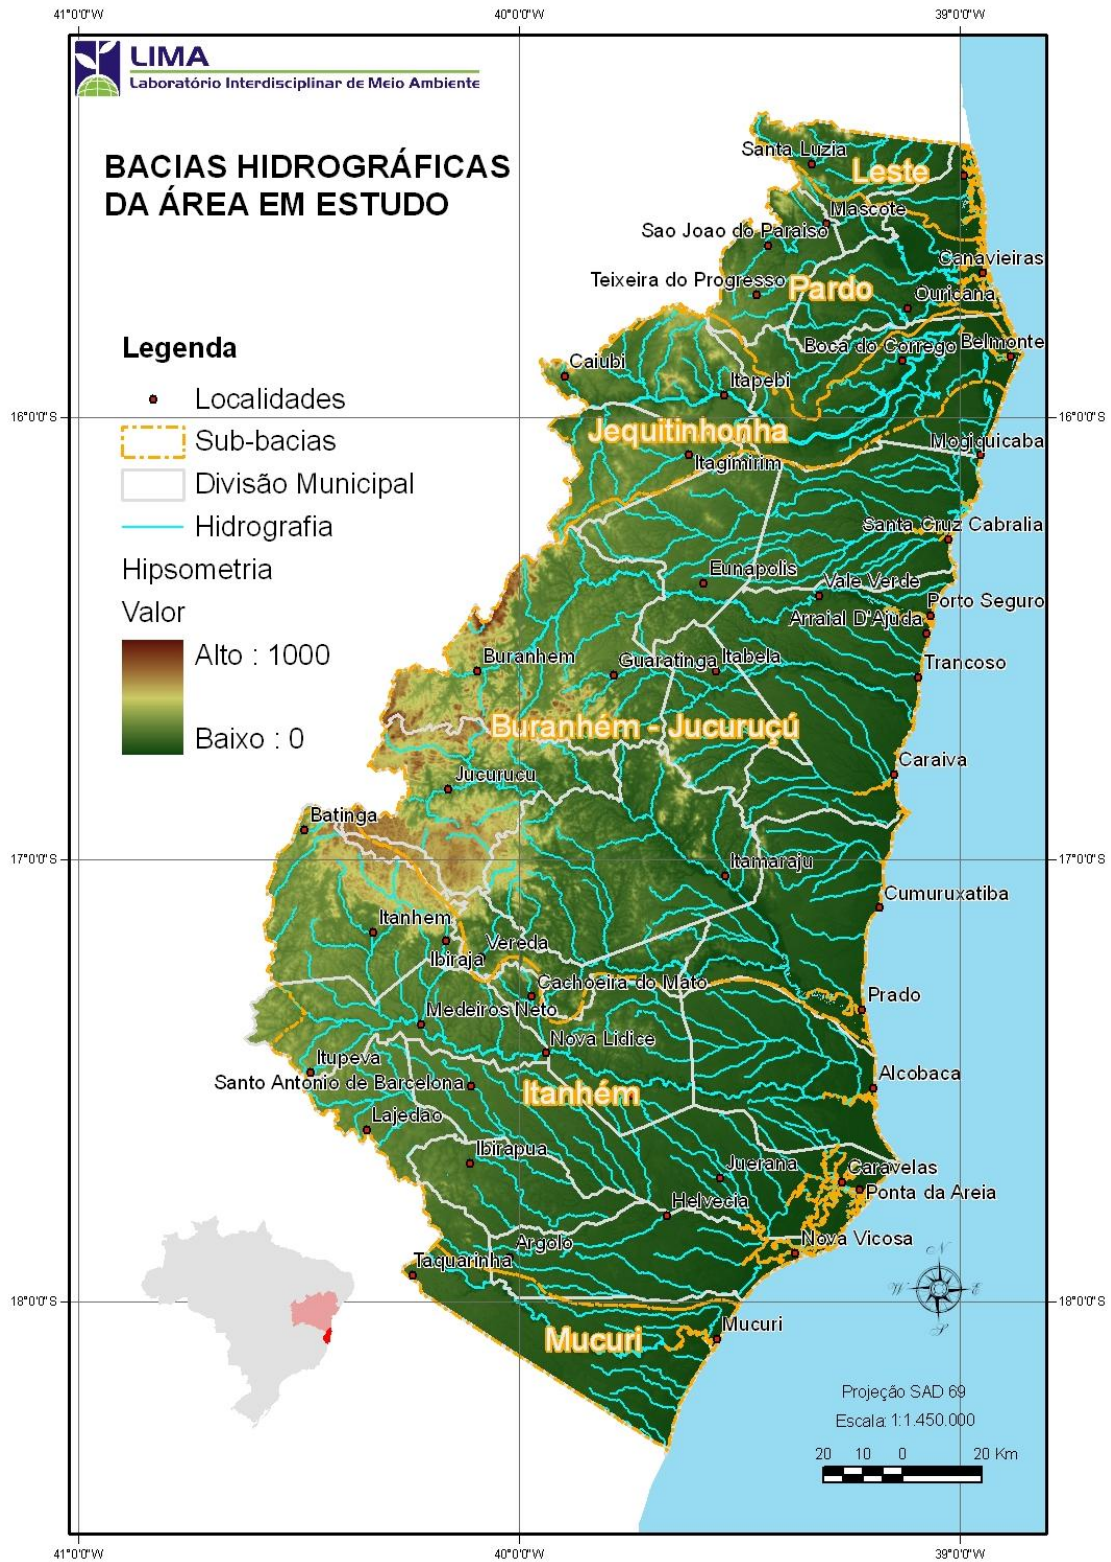 41°0'0"W
40°0'0"W
39°0'0"W
LIMA
Laboratório Interdisciplinar de Meio Ambiente
BACIAS HIDROGRÁFICAS
DA ÁREA EM ESTUDO
Santa Luzia
Leste
Mascote
Sao Joao do Paraiso
Canavieiras
Teixeira do Progresso
Pardo
Ouricana
Legenda
Boca do Corrego
Belmonte
Caiubi
Itapebi
Localidades
16°0'0"S
16°0'0"S
Sub-bacias
Jequitinhonha
Mogiquicaba
Itagimirim
Divisão Municipal
Hidrografia
Santa Cruz Cabralia
Hipsometria
Eunapolis
Vale Verde
Valor
Porto Seguro
Arraial D'Ajuda
Alto : 1000
Buranhem
Guaratinga
Itabela
Trancoso
Buranhém - Jucuruçú
Baixo : 0
Caraiva
Jucurucu
Batinga
17°0'0"S
17°0'0"S
Itamaraju
Cumuruxatiba
Itanhem
Vereda
Ibiraja
Cachoeira do Mato
Prado
Medeiros Neto
Nova Lidice
Itupeva
Alcobaca
Santo Antonio de Barcelona
Itanhém
Lajedao
Ibirapua
Juerana
Caravelas
Ponta da Areia
Helvecia
Argolo
Nova Vicosa
Taquarinha
N
W
E
S
18°0'0"S
18°0'0"S
Mucuri
Mucuri
Projeção SAD 69
Escala: 1:1.450.000
20 10 0 20 Km
41°0'0"W
40°0'0"W
39°0'0"W